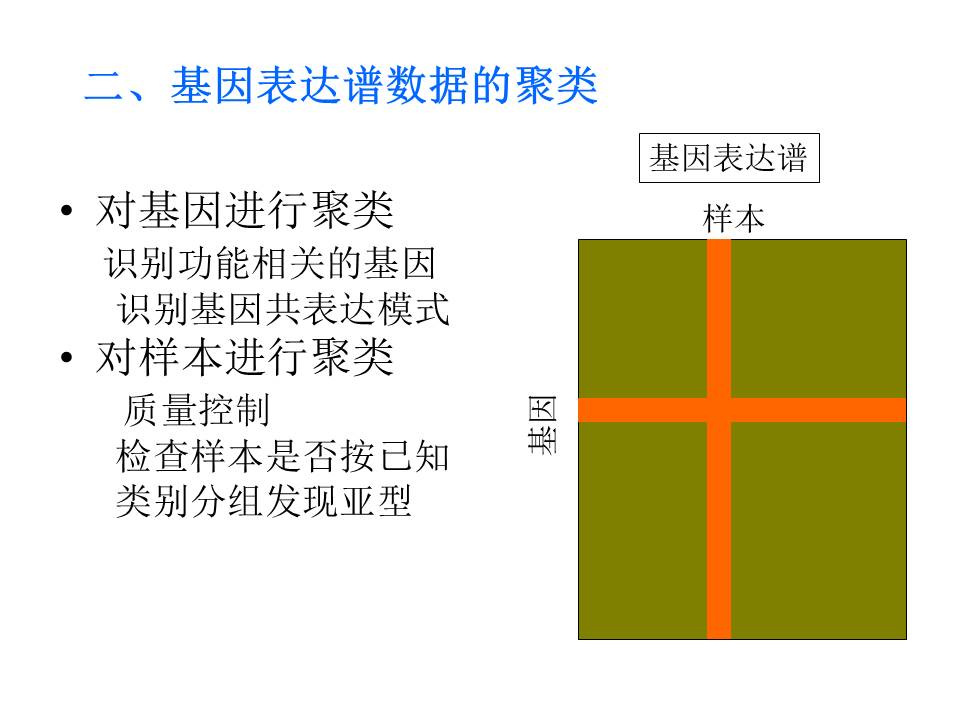 二、基因表达谱数据的聚类
• 对基因进行聚类
识别功能相关的基因
识别基因共表达模式
• 对样本进行聚类
质量控制
检查样本是否按已知
类别分组发现亚型
基因表达谱
样本
基因